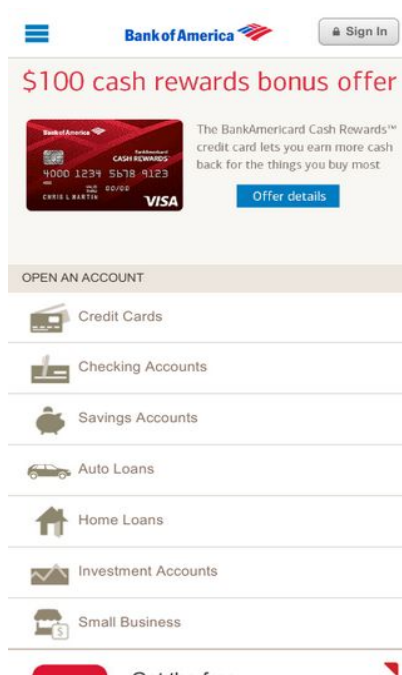 Bank of America
Sign In
$100 cash rewards bonus offer
Bank of America
BankAmericard
CASH REWARDS
4000 1234 5678 9123
VALID
THRU
00/00
CHRIS L MARTIN
VISA
The BankAmericard Cash Rewards™
credit card lets you earn more cash
back for the things you buy most
Offer details
OPEN AN ACCOUNT
Credit Cards
Checking Accounts
Savings Accounts
Auto Loans
Home Loans
Investment Accounts
Small Business
$